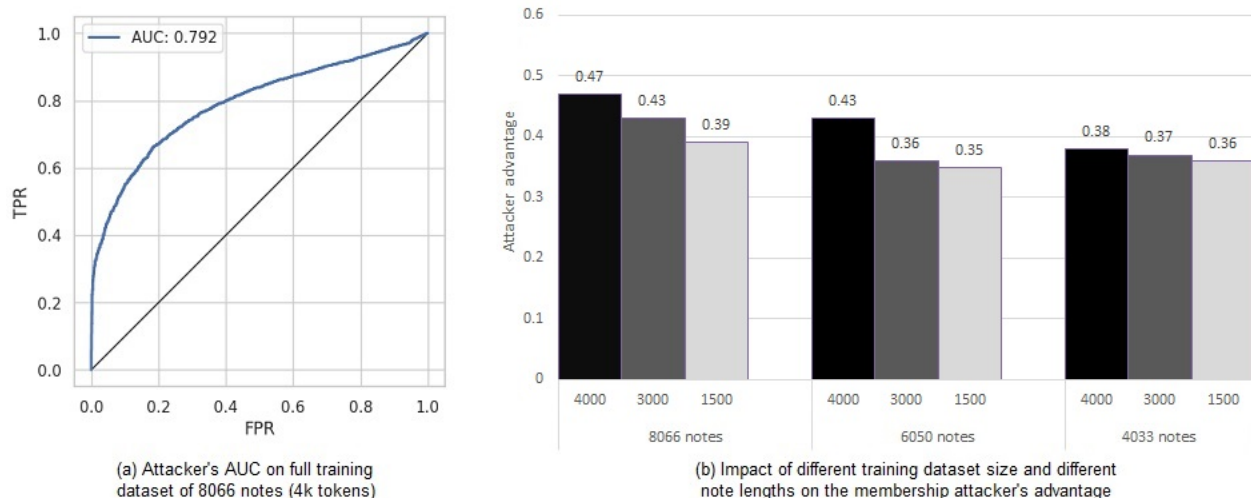 AUC: 0.792
1.0
0.8
0.6
0.4
0.2
0.0
TPR
0.0 0.2 0.4 0.6 0.8 1.0
FPR
(a) Attacker's AUC on full training
dataset of 8066 notes (4k tokens)
0.6
0.5
0.4
0.3
0.2
0.1
0
Attacker advantage
0.47 0.43 0.39 0.43 0.36 0.35 0.38 0.37 0.36
4000 3000 1500 4000 3000 1500 4000 3000 1500
8066 notes 6050 notes 4033 notes
(b) Impact of different training dataset size and different
note lengths on the membership attacker's advantage